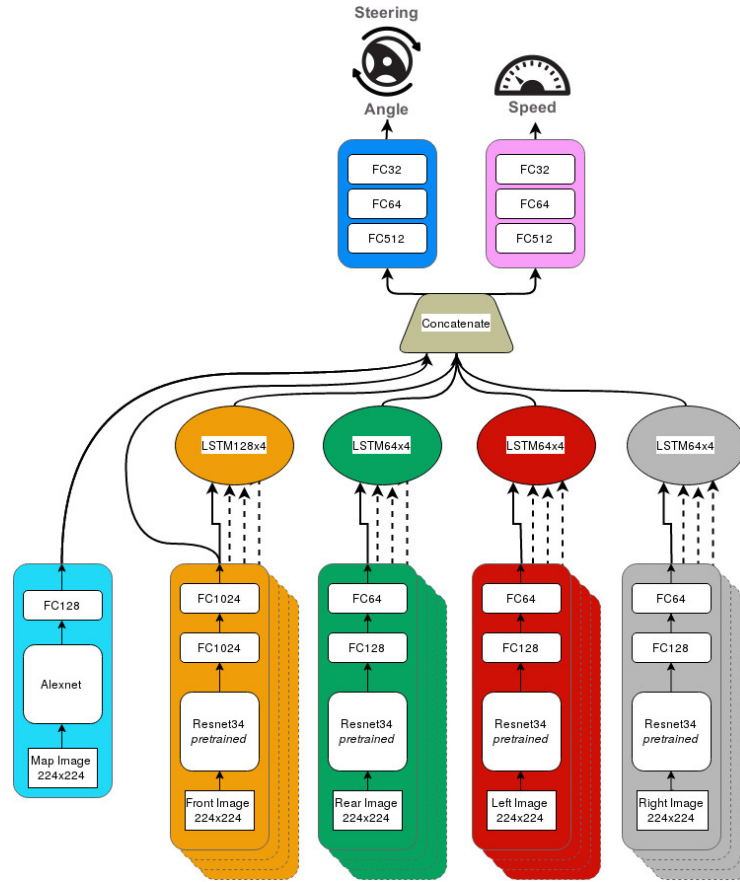 Steering
Angle
Speed
FC32
FC64
FC512
FC32
FC64
FC512
Concatenate
LSTM128x4
LSTM64x4
LSTM64x4
LSTM64x4
FC128
Alexnet
Map Image
224x224
FC1024
FC1024
Resnet34
pretrained
Front Image
224x224
FC64
FC128
Resnet34
pretrained
Rear Image
224x224
FC64
FC128
Resnet34
pretrained
Left Image
224x224
FC64
FC128
Resnet34
pretrained
Right Image
224x224